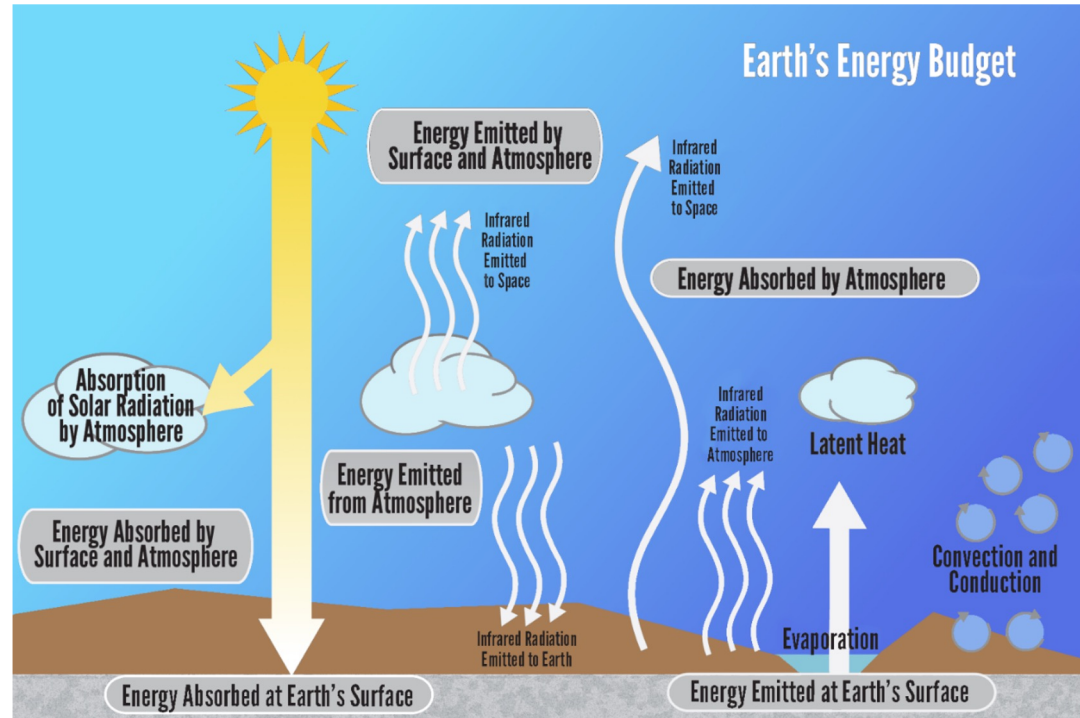 Earth's Energy Budget
Energy Emitted by
Surface and Atmosphere
Infrared
Radiation
Emitted
to Space
Infrared
Radiation
Emitted
to Space
Energy Absorbed by Atmosphere
Absorption
of Solar Radiation
by Atmosphere
Infrared
Radiation
Emitted to
Atmosphere
Latent Heat
Energy Emitted
from Atmosphere
Energy Absorbed by
Surface and Atmosphere
Convection and
Conduction
Infrared Radiation
Emitted to Earth
Evaporation
Energy Absorbed at Earth's Surface
Energy Emitted at Earth's Surface